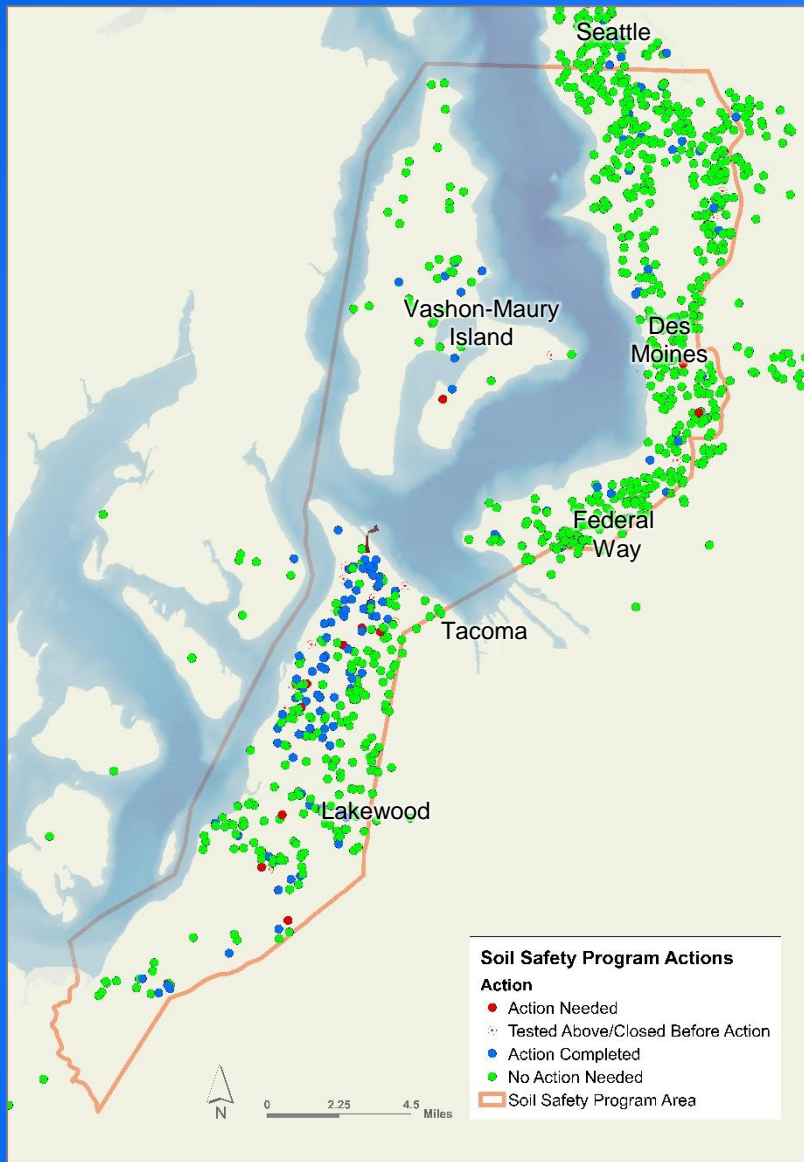 Seattle
Vashon-Maury
Island
Des
Moines
Federal
Way
Tacoma
Lakewood
Soil Safety Program Actions
Action
Action Needed
Tested Above/Closed Before Action
Action Completed
No Action Needed
Soil Safety Program Area
N
0 2.25 4.5
Miles